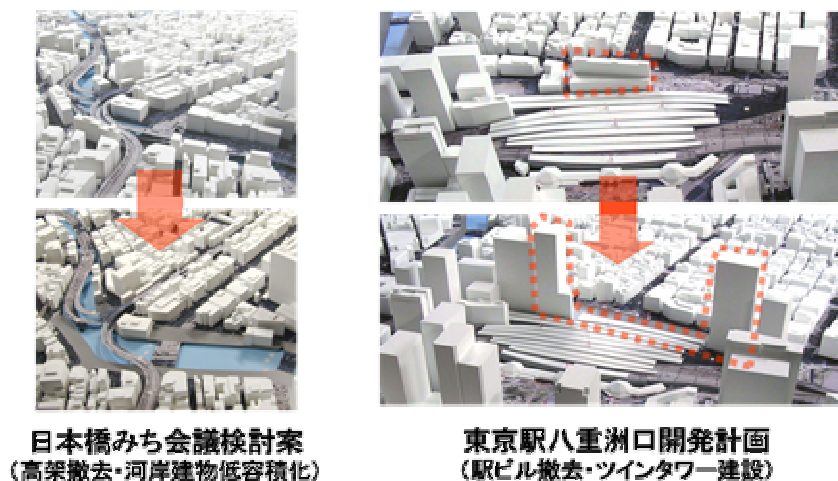 日本橋みち会議検討案
(高架撤去・河岸建物低容積化)
東京駅八重洲口開発計画
(駅ビル撤去・ツインタワー建設)